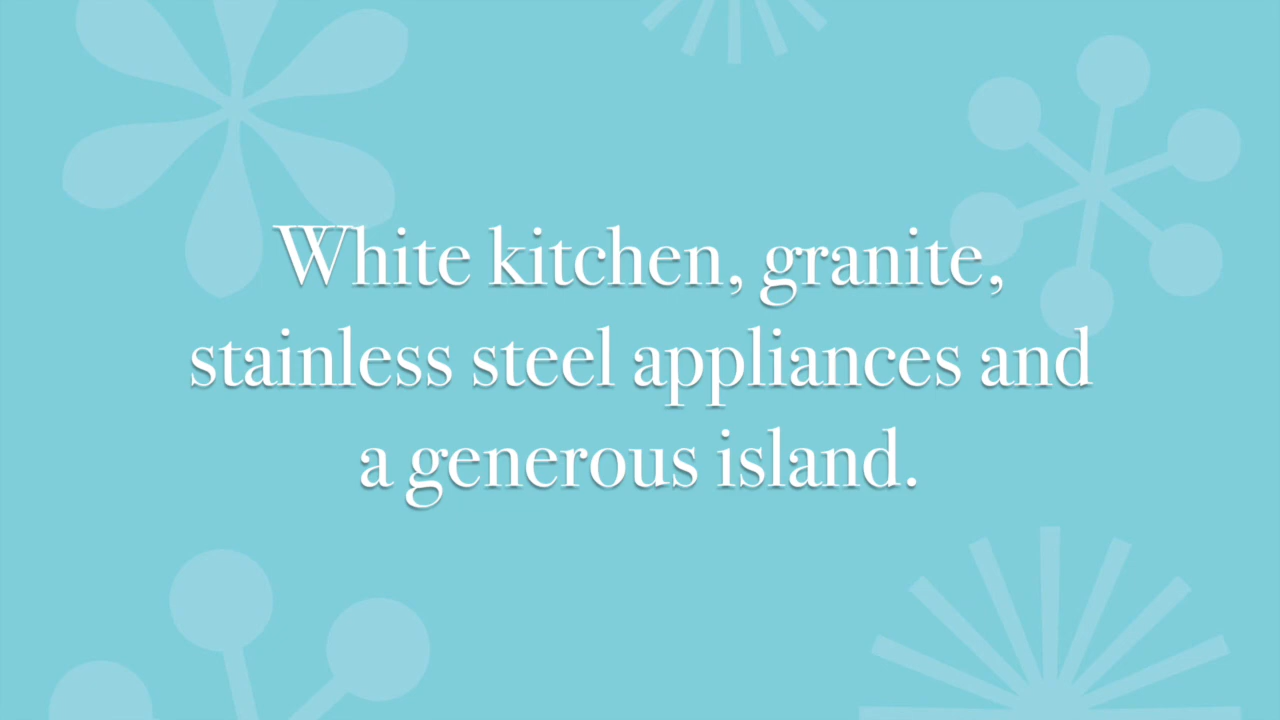 White kitchen, granite,
stainless steel appliances and
a generous island.